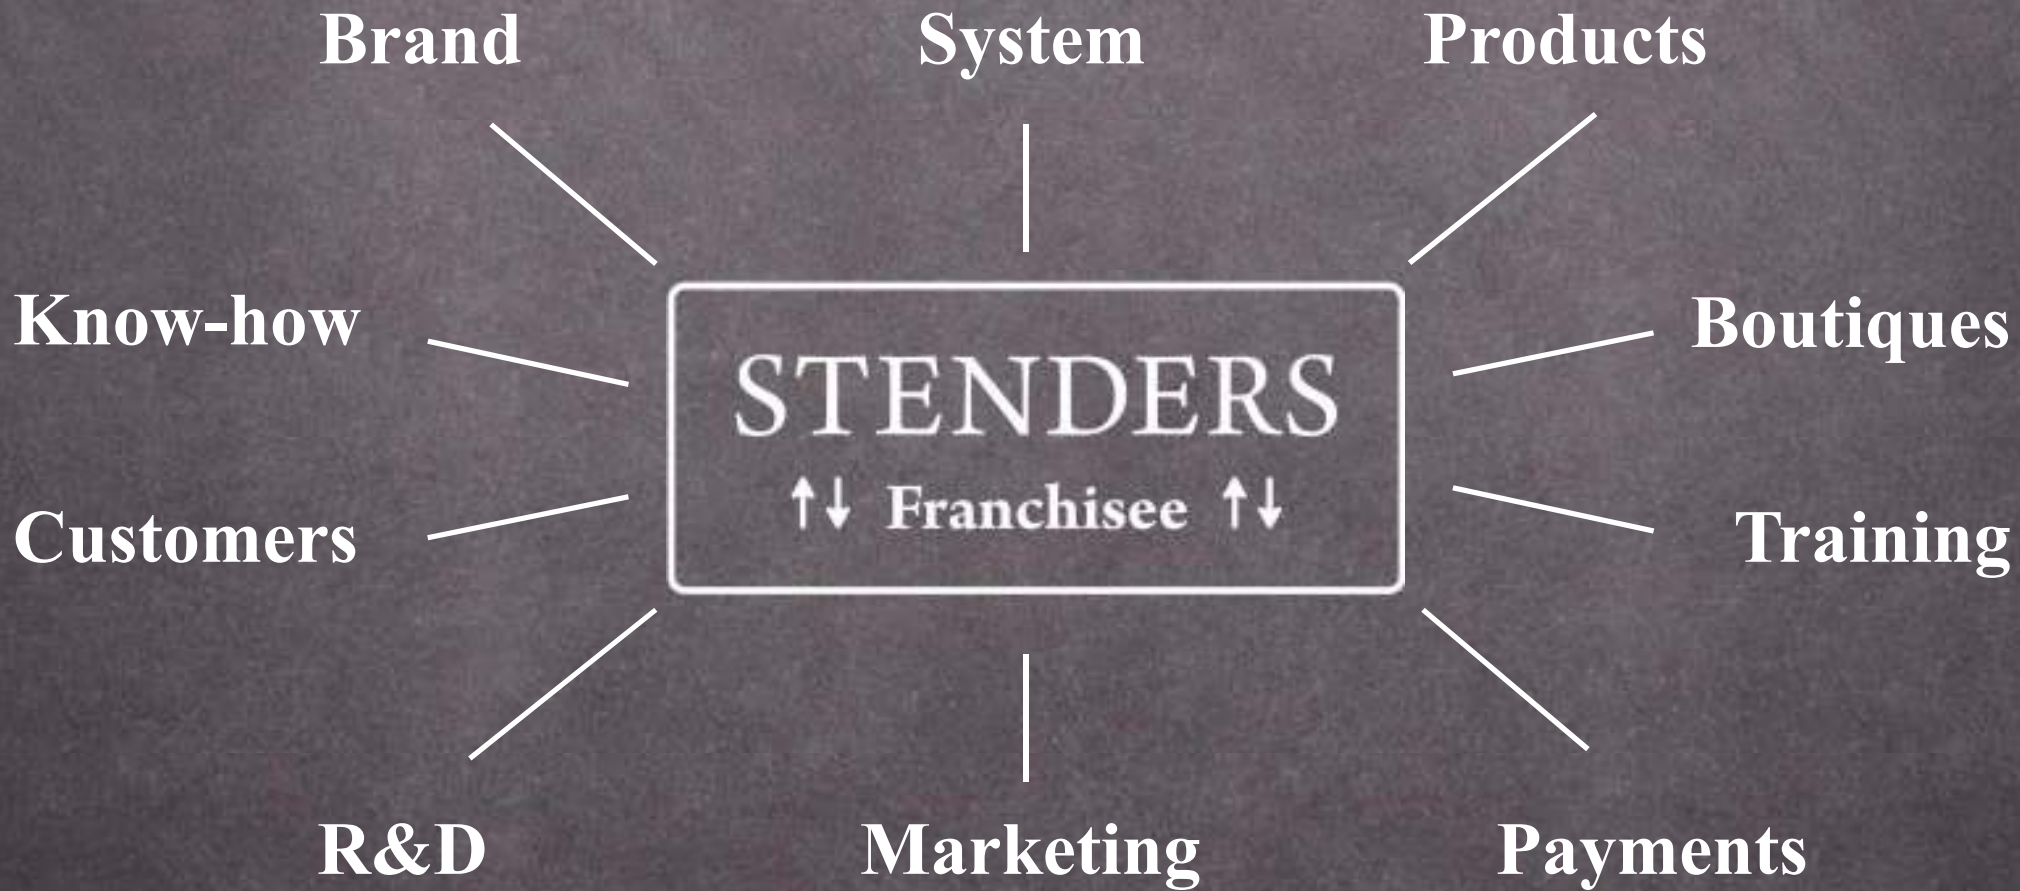 Brand System Products
Know-how Boutiques
STENDERS
↑↓ Franchisee ↑↓
Customers Training
R&D Marketing Payments